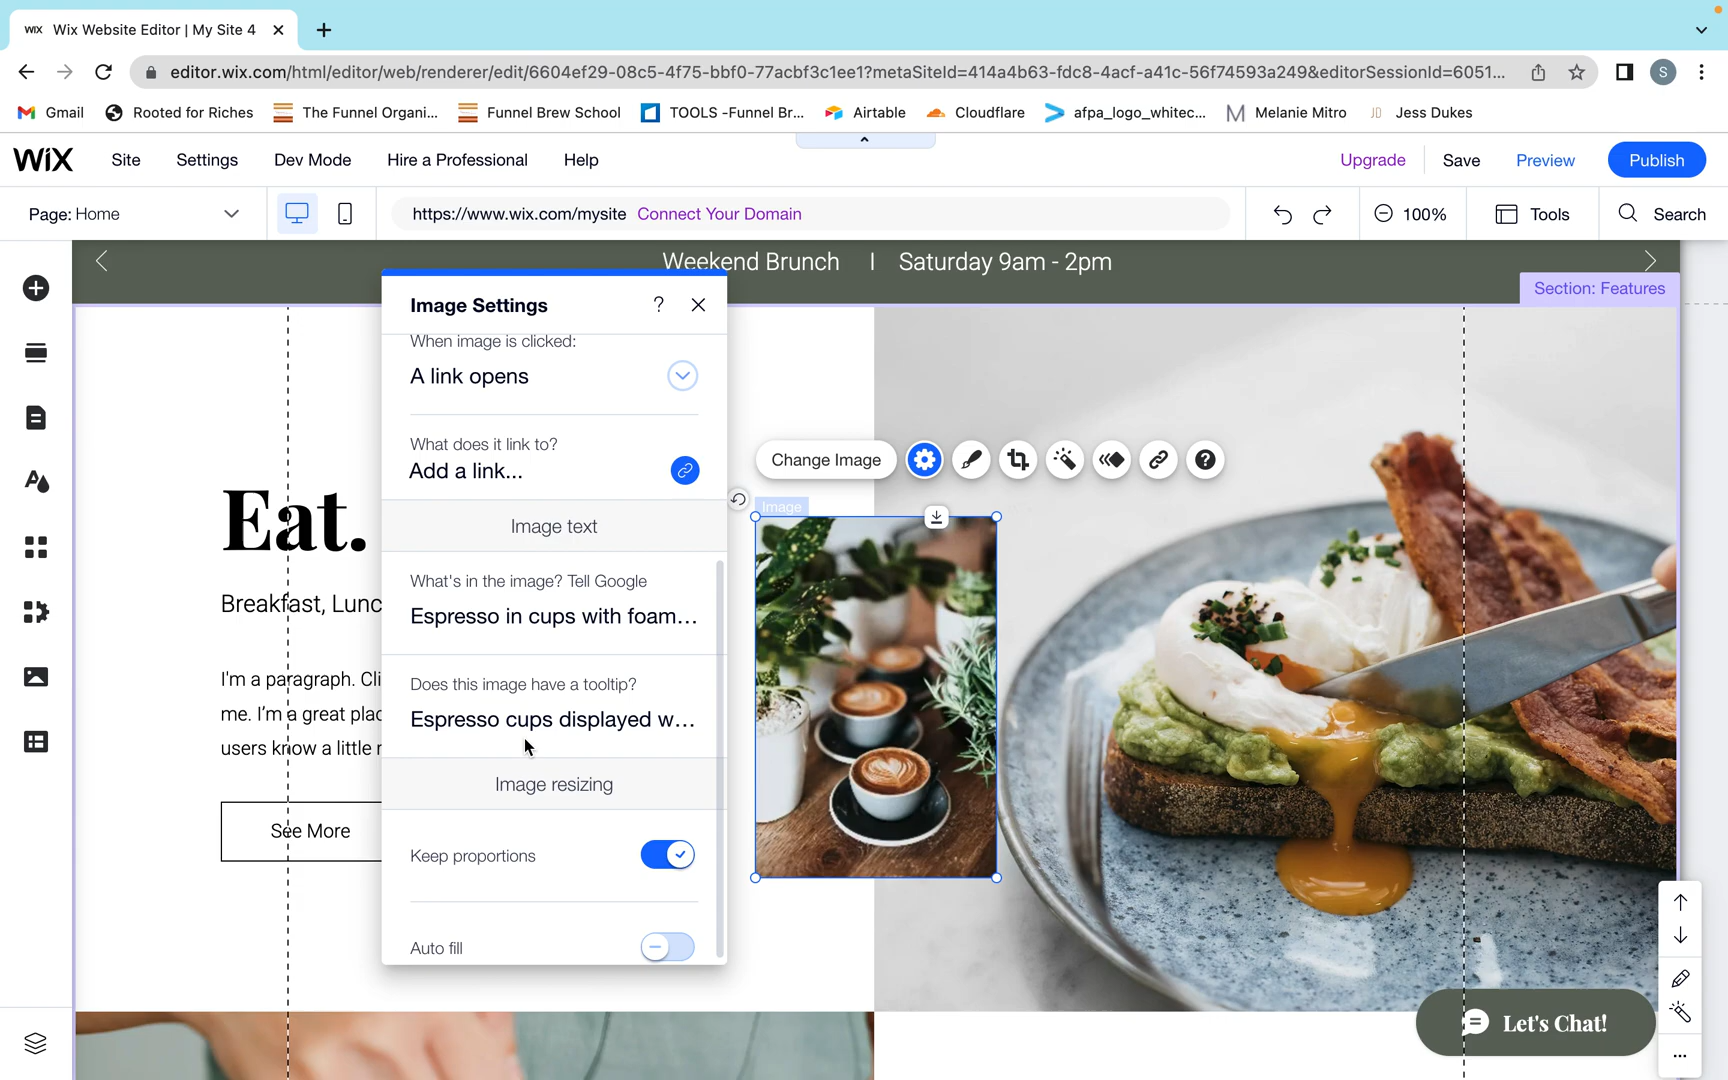 WIX Wix Website Editor | My Site 4
editor.wix.com/html/editor/web/renderer/edit/6604ef29-08c5-4f75-bbf0-77acbf3c1ee1?metaSiteId=414a4b63-fdc8-4acf-a41c-56f74593a249&editorSessionId=6051... S
Gmail Rooted for Riches The Funnel Organi... Funnel Brew School TOOLS -Funnel Br... Airtable Cloudflare afpa_logo_whitec... M Melanie Mitro JD Jess Dukes
WiX Site Settings Dev Mode Hire a Professional Help Upgrade Save Preview Publish
Page: Home https://www.wix.com/mysite Connect Your Domain 100% Tools Search
Weekend Brunch | Saturday 9am - 2pm
Section: Features
Image Settings ?
When image is clicked:
A link opens
What does it link to?
Add a link...
Change Image ?
Image
Image text
What's in the image? Tell Google
Espresso in cups with foam...
Does this image have a tooltip?
Espresso cups displayed w...
Image resizing
Keep proportions
Auto fill
Eat.
Breakfast, Lunc
I'm a paragraph. Cli
me. I'm a great plac
users know a little r
See More
Let's Chat!